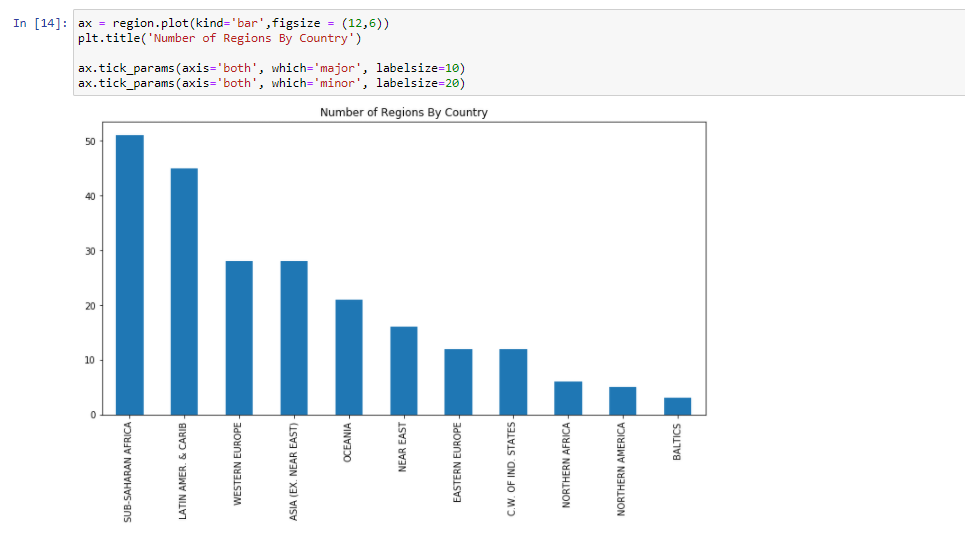 In [14]: ax = region.plot(kind='bar',figsize = (12,6))
plt.title('Number of Regions By Country')
ax.tick_params(axis='both', which='major', labelsize=10)
ax.tick_params(axis='both', which='minor', labelsize=20)
Number of Regions By Country
50
40
30
20
10
0
SUB-SAHARAN AFRICA
LATIN AMER. & CARIB
WESTERN EUROPE
ASIA (EX. NEAR EAST)
OCEANIA
NEAR EAST
EASTERN EUROPE
C.W. OF IND. STATES
NORTHERN AFRICA
NORTHERN AMERICA
BALTICS